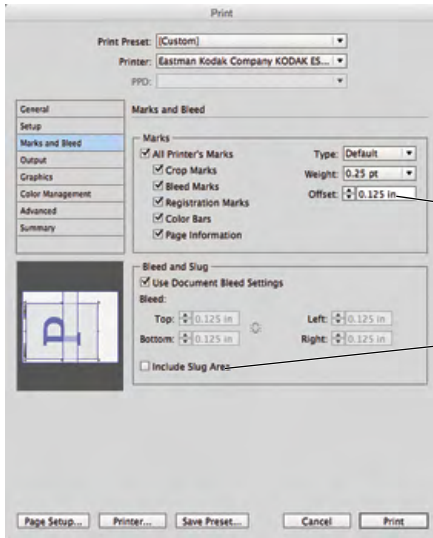 Print
Print Preset: [Custom]
Printer: Eastman Kodak Company KODAK ES...
PPD:
General
Setup
Marks and Bleed
Output
Graphics
Color Management
Advanced
Summary
Marks and Bleed
Marks
All Printer's Marks
Crop Marks
Bleed Marks
Registration Marks
Color Bars
Page Information
Type: Default
Weight: 0.25 pt
Offset: 0.125 in
Bleed and Slug
Use Document Bleed Settings
Bleed:
Top: 0.125 in Left: 0.125 in
Bottom: 0.125 in Right: 0.125 in
Include Slug Area
P
Page Setup... Printer... Save Preset... Cancel Print